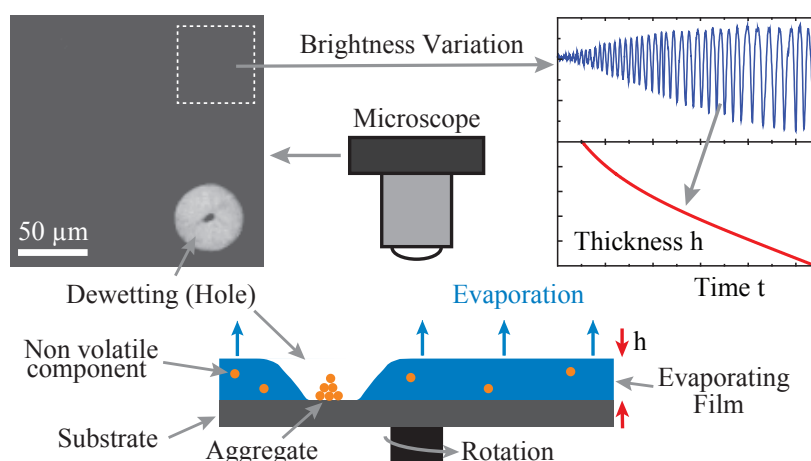 Brightness Variation
Microscope
50 µm
Thickness h
Time t
Dewetting (Hole)
Evaporation
Non volatile
component
h
Evaporating
Film
Substrate
Aggregate
Rotation